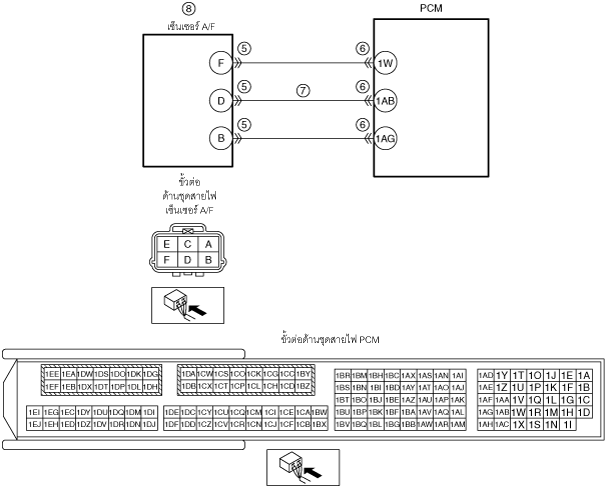 ⑧
เซ็นเซอร์ A/F
PCM
F ⑤ ⑥ 1W
D ⑤ ⑦ ⑥ 1AB
B ⑤ ⑥ 1AG
ขั้วต่อ
ด้านชุดสายไฟ
เซ็นเซอร์ A/F
E C A
F D B
ขั้วต่อด้านชุดสายไฟ PCM
1EE 1EA 1DW 1DS 1DO 1DK 1DG 1DA 1CW 1CS 1CO 1CK 1CG 1CC 1BY 1BR 1BM 1BH 1BC 1AX 1AS 1AN 1AI 1AD 1Y 1T 1O 1J 1E 1A
1EF 1EB 1DX 1DT 1DP 1DL 1DH 1DB 1CX 1CT 1CP 1CL 1CH 1CD 1BZ 1BS 1BN 1BI 1BD 1AY 1AT 1AO 1AJ 1AE 1Z 1U 1P 1K 1F 1B
1BT 1BO 1BJ 1BE 1AZ 1AU 1AP 1AK 1AF 1AA 1V 1Q 1L 1G 1C
1EI 1EG 1EC 1DY 1DU 1DQ 1DM 1DI 1DE 1DC 1CY 1CU 1CQ 1CM 1CI 1CE 1CA 1BW 1BU 1BP 1BK 1BF 1BA 1AV 1AQ 1AL 1AG 1AB 1W 1R 1M 1H 1D
1EJ 1EH 1ED 1DZ 1DV 1DR 1DN 1DJ 1DF 1DD 1CZ 1CV 1CR 1CN 1CJ 1CF 1CB 1BX 1BV 1BQ 1BL 1BG 1BB 1AW 1AR 1AM 1AH 1AC 1X 1S 1N 1I